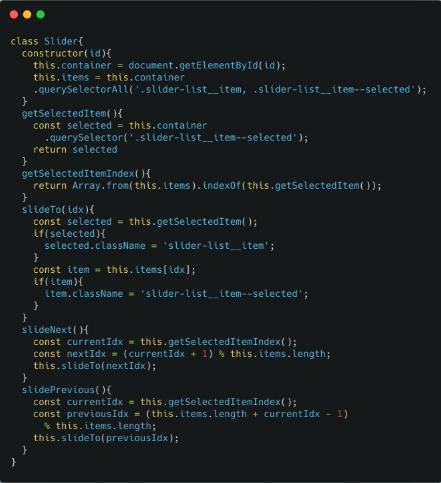 class Slider{
  constructor(id){
    this.container = document.getElementById(id);
    this.items = this.container
    .querySelectorAll('.slider-list__item, .slider-list__item--selected');
  }
  getSelectedItem(){
    const selected = this.container
      .querySelector('.slider-list__item--selected');
    return selected
  }
  getSelectedItemIndex(){
    return Array.from(this.items).indexOf(this.getSelectedItem());
  }
  slideTo(idx){
    const selected = this.getSelectedItem();
    if(selected){
      selected.className = 'slider-list__item';
    }
    const item = this.items[idx];
    if(item){
      item.className = 'slider-list__item--selected';
    }
  }
  slideNext(){
    const currentIdx = this.getSelectedItemIndex();
    const nextIdx = (currentIdx + 1) % this.items.length;
    this.slideTo(nextIdx);
  }
  slidePrevious(){
    const currentIdx = this.getSelectedItemIndex();
    const previousIdx = (this.items.length + currentIdx - 1)
      % this.items.length;
    this.slideTo(previousIdx);
  }
}